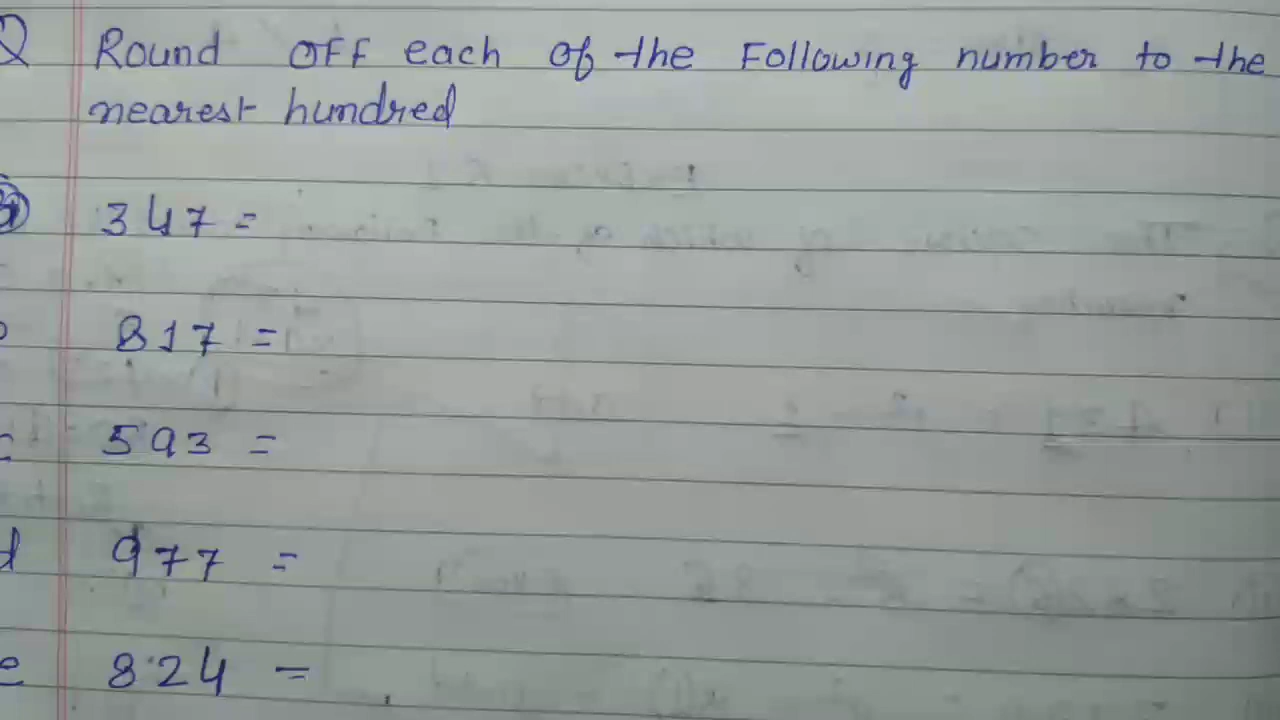 Q Round OFF each of the Following number to the
nearest hundred
347 =
817 =
c 593 =
d 977 =
e 824 =